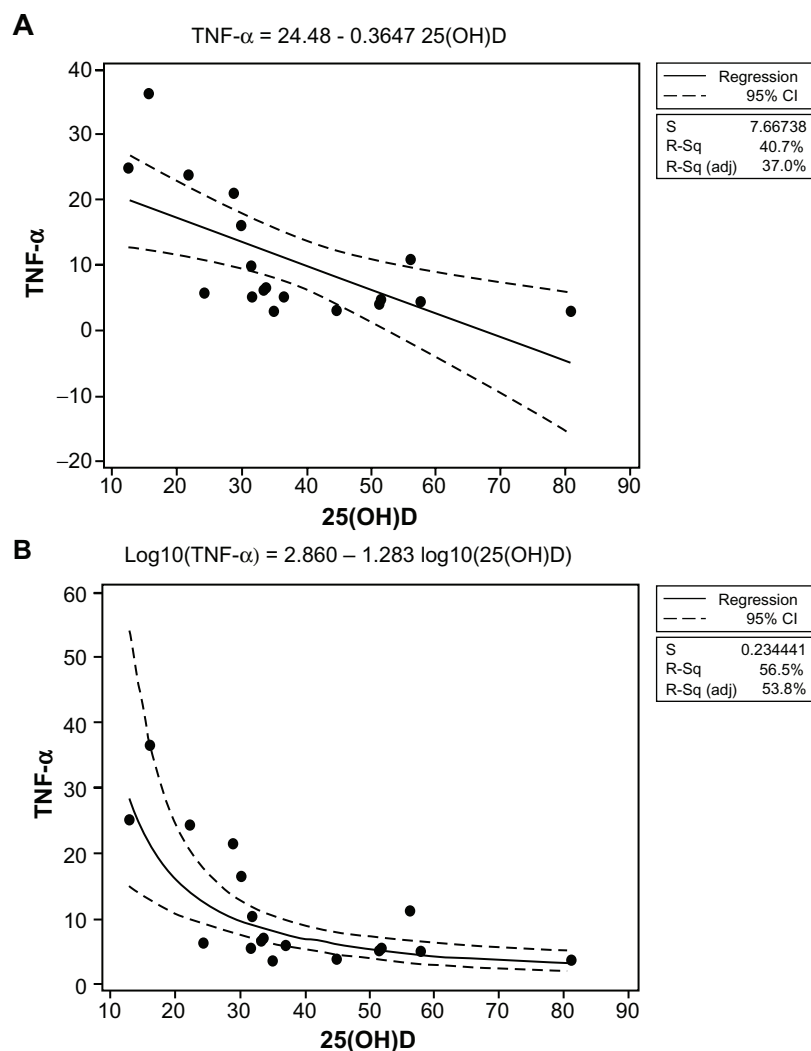 A
TNF-α = 24.48 - 0.3647 25(OH)D
40
30
20
10
0
−10
−20
TNF-α
10 20 30 40 50 60 70 80 90
25(OH)D
Regression
95% CI
S 7.66738
R-Sq 40.7%
R-Sq (adj) 37.0%
B
Log10(TNF-α) = 2.860 – 1.283 log10(25(OH)D)
60
50
40
30
20
10
0
TNF-α
10 20 30 40 50 60 70 80 90
25(OH)D
Regression
95% CI
S 0.234441
R-Sq 56.5%
R-Sq (adj) 53.8%